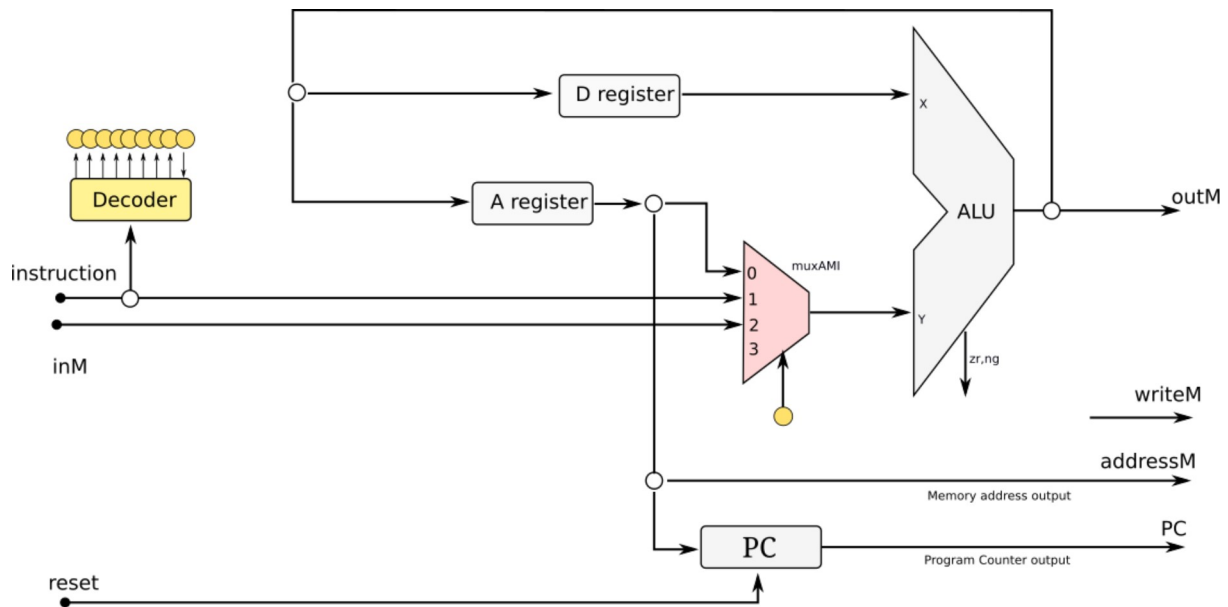 D register
X
Decoder
A register
ALU
outM
instruction
muxAMI
0
1
2
3
Y
inM
zr,ng
writeM
addressM
Memory address output
PC
PC
Program Counter output
reset